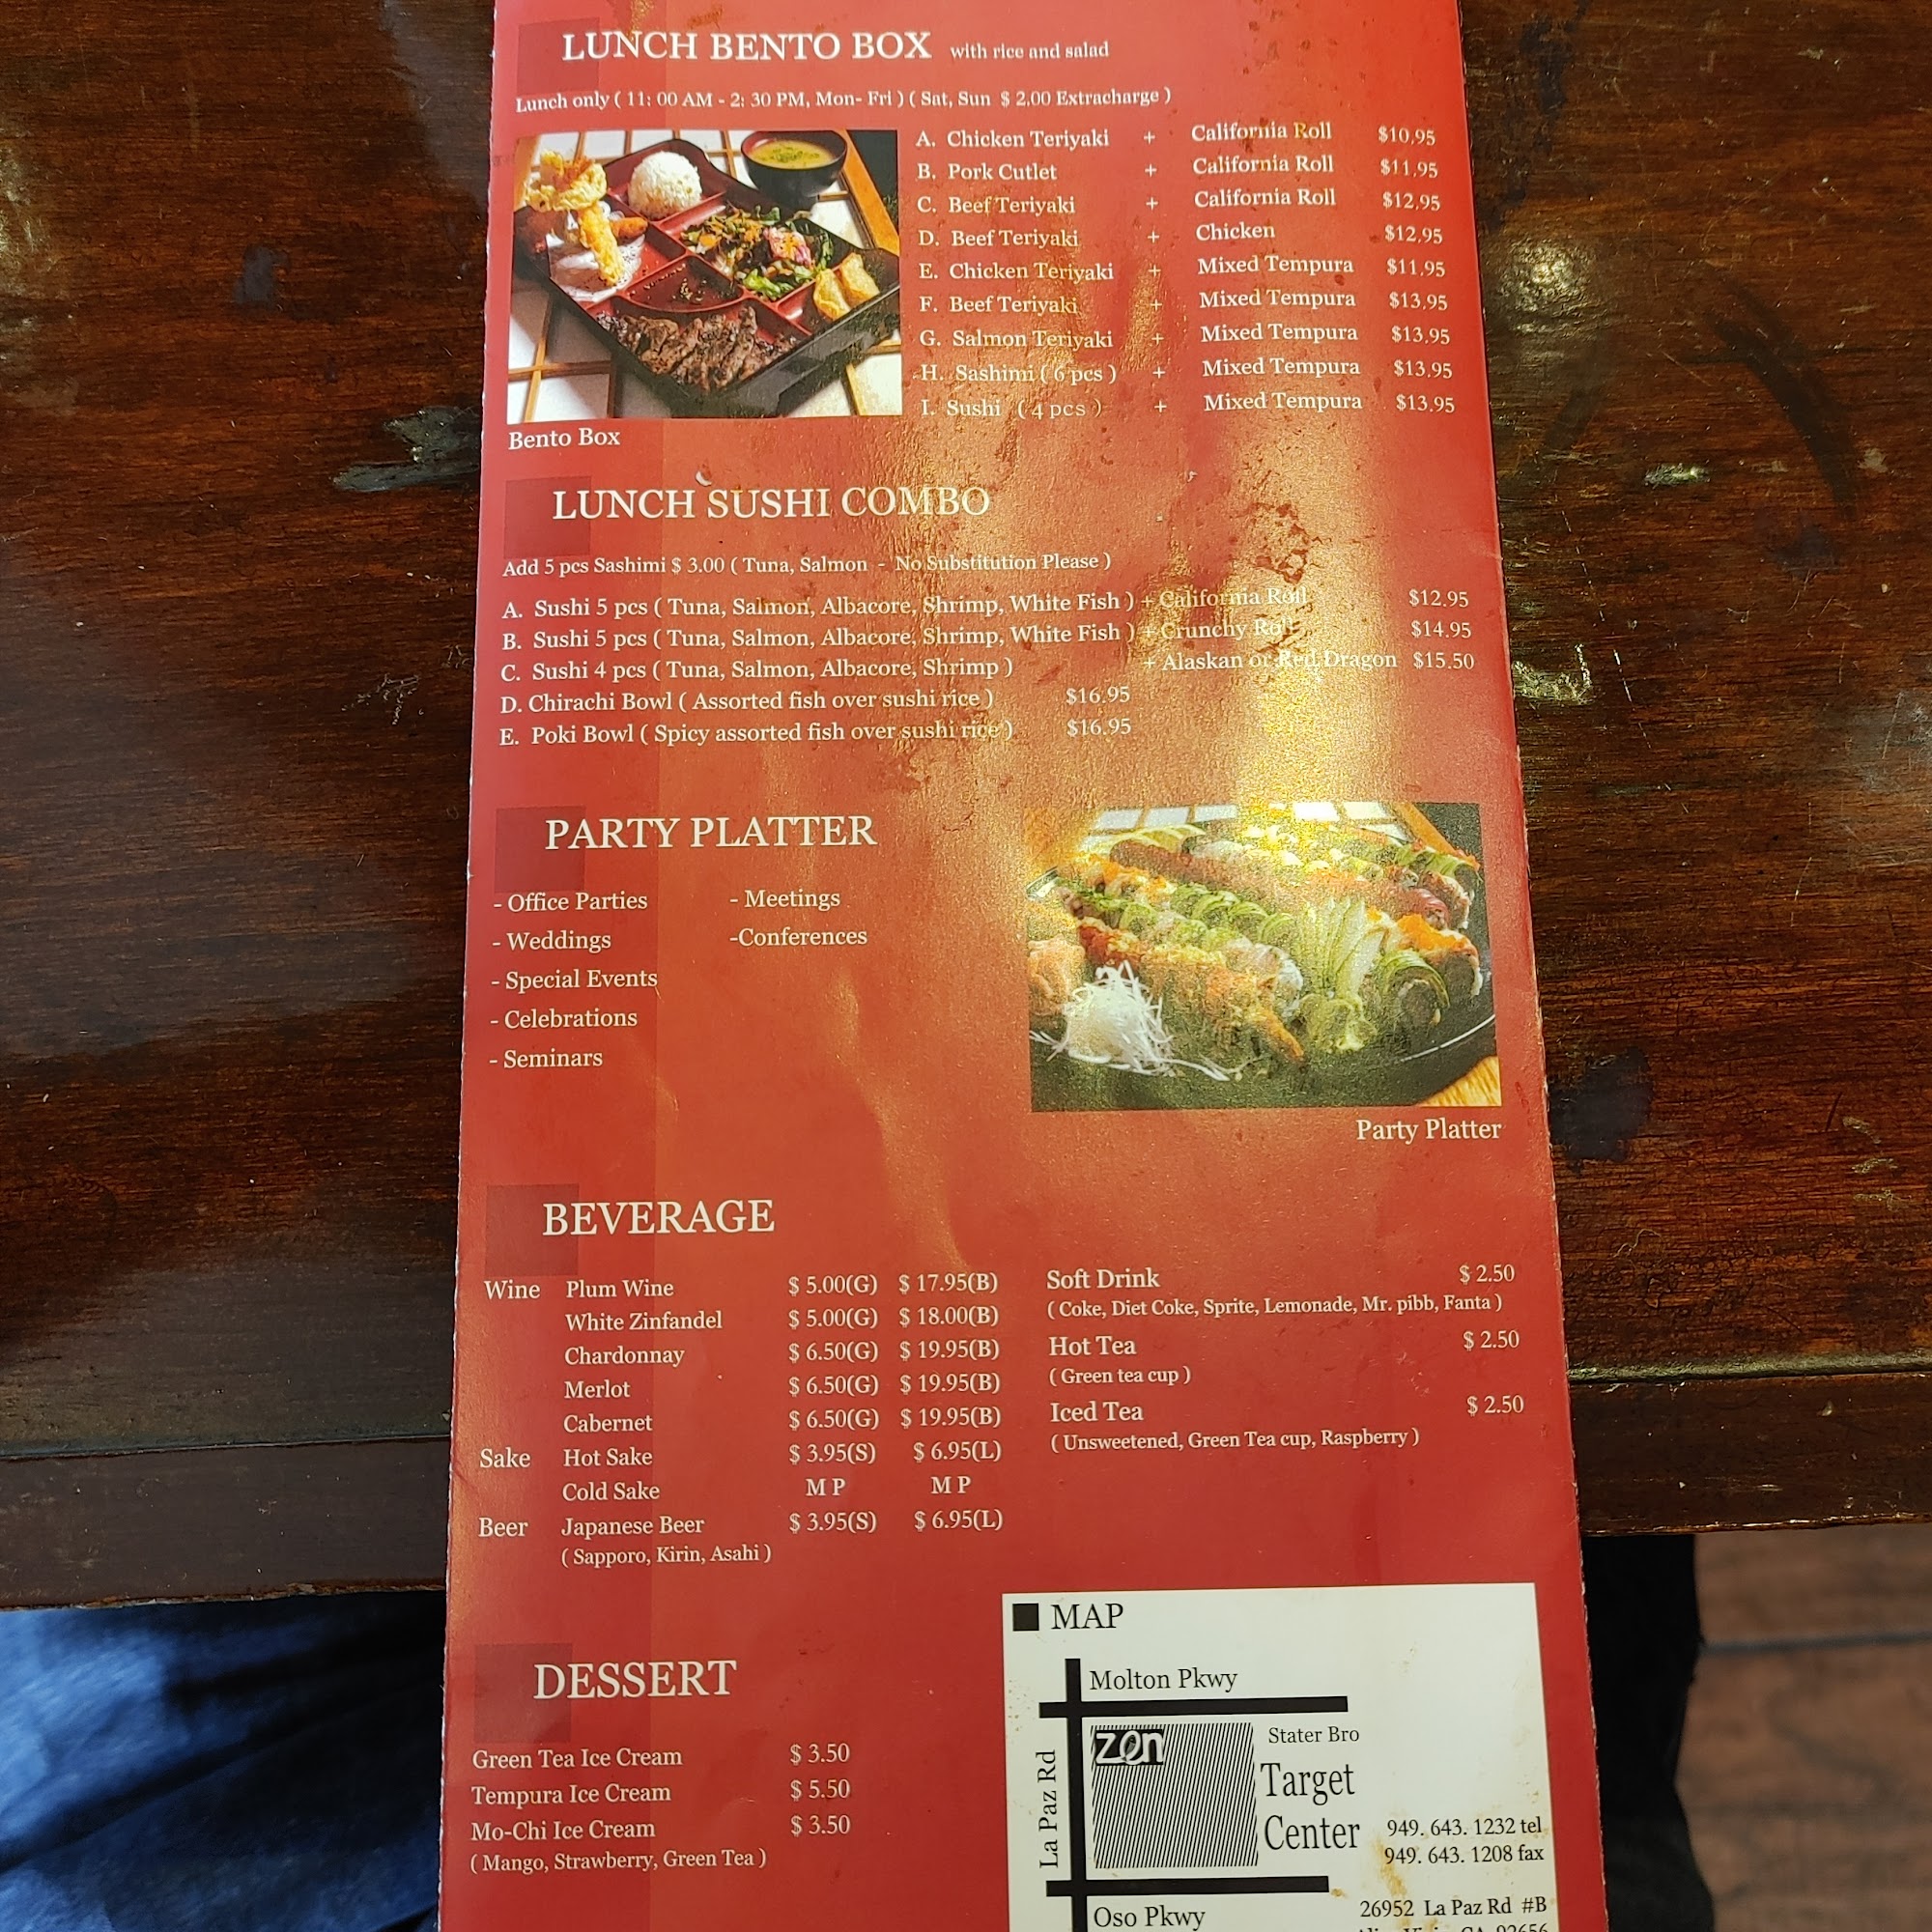 LUNCH BENTO BOX with rice and salad
Lunch only ( 11: 00 AM - 2: 30 PM, Mon- Fri ) ( Sat, Sun $ 2.00 Extracharge )
A. Chicken Teriyaki + California Roll $10,95
B. Pork Cutlet + California Roll $11,95
C. Beef Teriyaki + California Roll $12,95
D. Beef Teriyaki + Chicken $12,95
E. Chicken Teriyaki + Mixed Tempura $11,95
F. Beef Teriyaki + Mixed Tempura $13,95
G. Salmon Teriyaki + Mixed Tempura $13.95
H. Sashimi ( 6 pcs ) + Mixed Tempura $13.95
I. Sushi ( 4 pcs ) + Mixed Tempura $13.95
Bento Box
LUNCH SUSHI COMBO
Add 5 pcs Sashimi $ 3.00 ( Tuna, Salmon - No Substitution Please )
A. Sushi 5 pcs ( Tuna, Salmon, Albacore, Shrimp, White Fish ) + California Roll $12.95
B. Sushi 5 pcs ( Tuna, Salmon, Albacore, Shrimp, White Fish ) + Crunchy Roll $14.95
C. Sushi 4 pcs ( Tuna, Salmon, Albacore, Shrimp ) + Alaskan or Red Dragon $15.50
D. Chirachi Bowl ( Assorted fish over sushi rice ) $16.95
E. Poki Bowl ( Spicy assorted fish over sushi rice ) $16.95
PARTY PLATTER
- Office Parties - Meetings
- Weddings -Conferences
- Special Events
- Celebrations
- Seminars
Party Platter
BEVERAGE
Wine Plum Wine $ 5.00(G) $ 17.95(B)
White Zinfandel $ 5.00(G) $ 18.00(B)
Chardonnay $ 6.50(G) $ 19.95(B)
Merlot $ 6.50(G) $ 19.95(B)
Cabernet $ 6.50(G) $ 19.95(B)
Sake Hot Sake $ 3.95(S) $ 6.95(L)
Cold Sake M P M P
Beer Japanese Beer $ 3.95(S) $ 6.95(L)
( Sapporo, Kirin, Asahi )
Soft Drink $ 2.50
( Coke, Diet Coke, Sprite, Lemonade, Mr. pibb, Fanta )
Hot Tea $ 2.50
( Green tea cup )
Iced Tea $ 2.50
( Unsweetened, Green Tea cup, Raspberry )
DESSERT
Green Tea Ice Cream $ 3.50
Tempura Ice Cream $ 5.50
Mo-Chi Ice Cream $ 3.50
( Mango, Strawberry, Green Tea )
MAP
Molton Pkwy
La Paz Rd
zen
Stater Bro
Target
Center
949. 643. 1232 tel
949. 643. 1208 fax
Oso Pkwy
26952 La Paz Rd #B